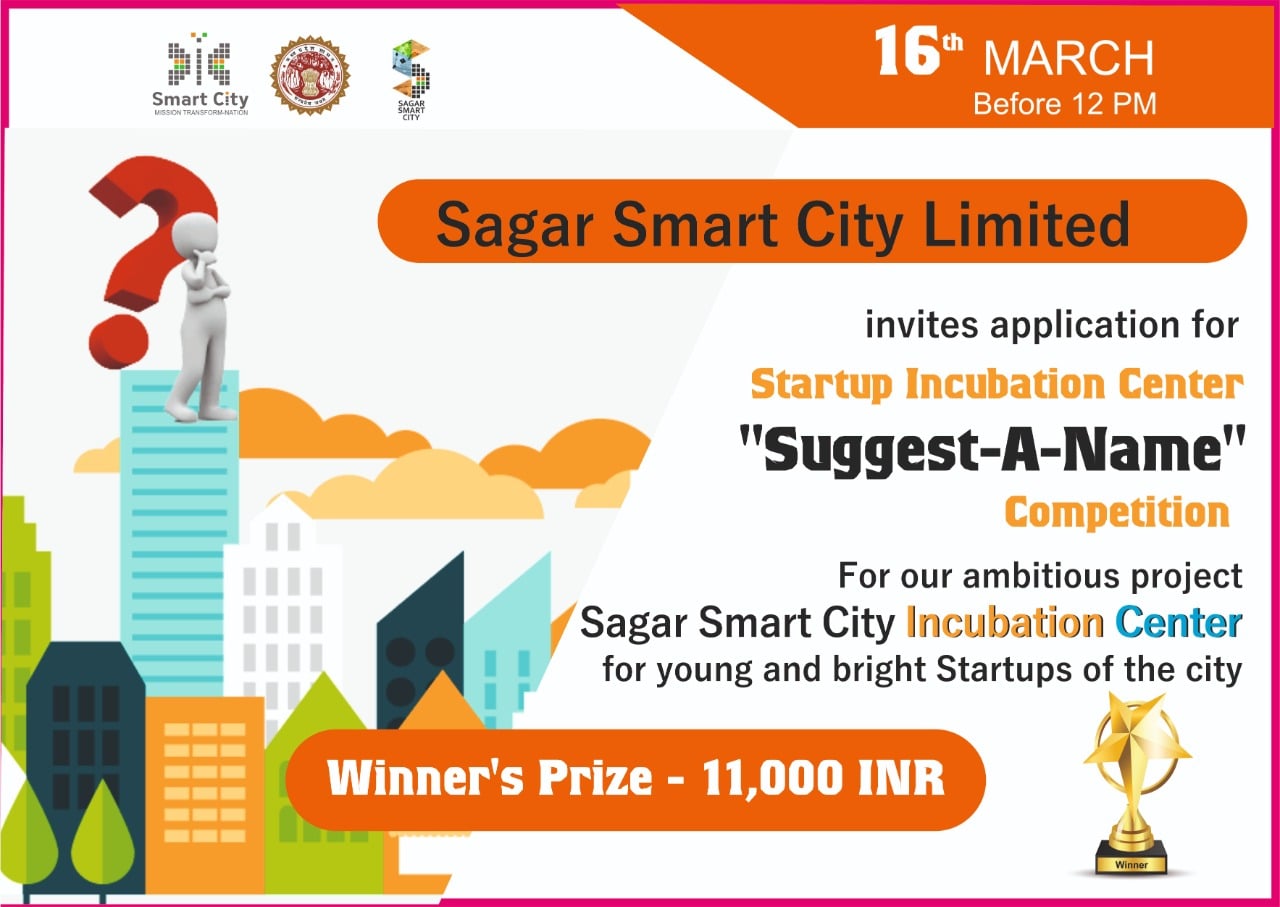 Smart City
MISSION TRANSFORM-NATION
SAGAR
SMART
CITY
16th MARCH
Before 12 PM
Sagar Smart City Limited
invites application for
Startup Incubation Center
"Suggest-A-Name"
Competition
For our ambitious project
Sagar Smart City Incubation Center
for young and bright Startups of the city
Winner's Prize - 11,000 INR
Winner